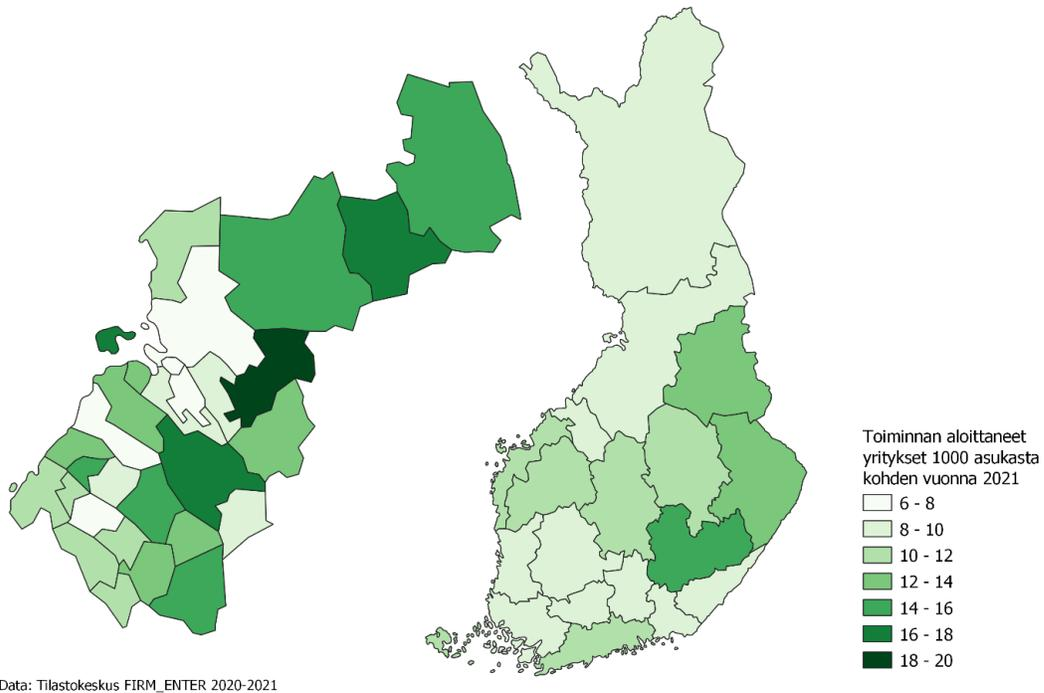 Toiminnan aloittaneet
yritykset 1000 asukasta
kohden vuonna 2021
6 - 8
8 - 10
10 - 12
12 - 14
14 - 16
16 - 18
18 - 20
Data: Tilastokeskus FIRM_ENTER 2020-2021